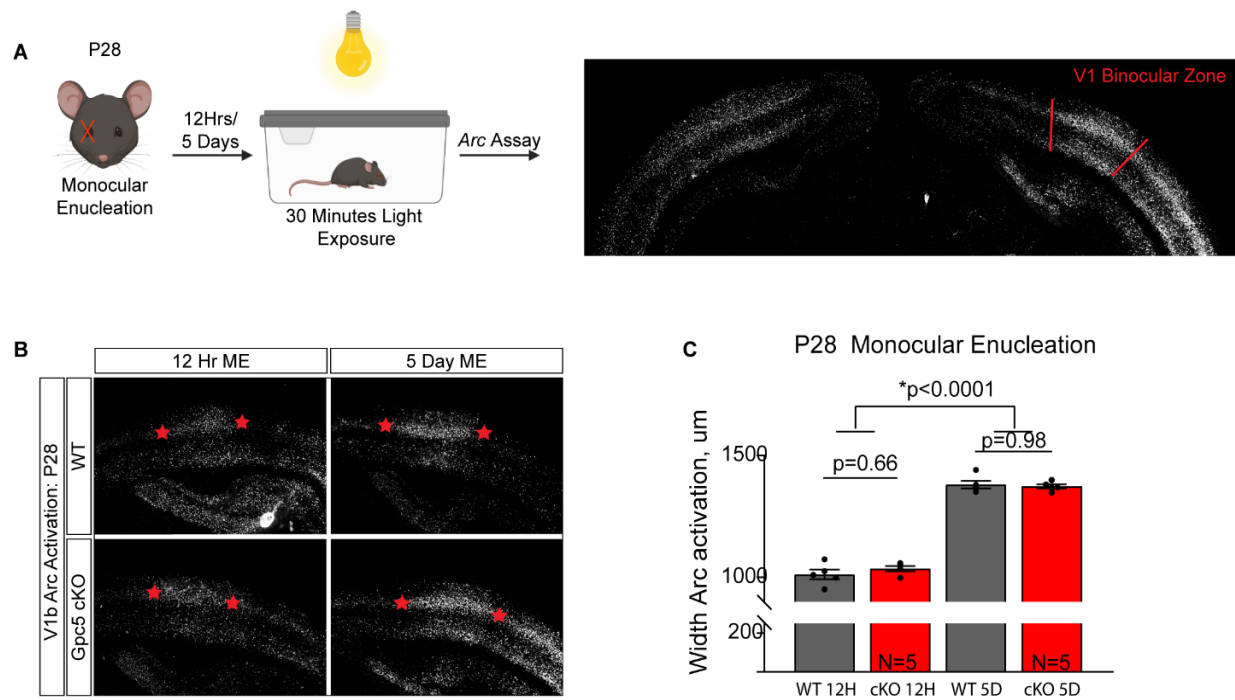 A
P28
Monocular
Enucleation
12Hrs/
5 Days
30 Minutes Light
Exposure
Arc Assay
V1 Binocular Zone
B
12 Hr ME
5 Day ME
V1b Arc Activation: P28
WT
Gpc5 cKO
C
P28 Monocular Enucleation
*p<0.0001
p=0.98
p=0.66
Width Arc activation, um
1500
1000
200
N=5
N=5
WT 12H
cKO 12H
WT 5D
cKO 5D